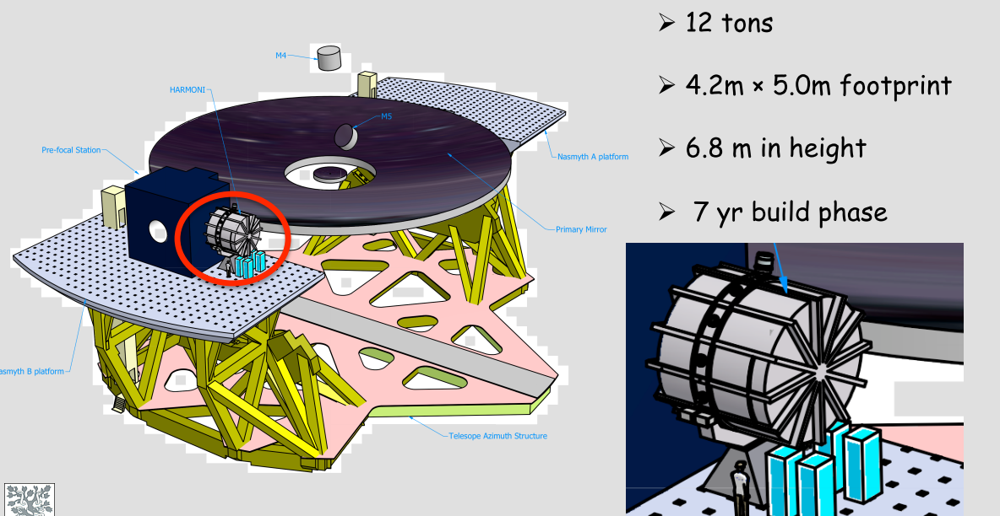 M4
HARMONI
M5
Pre-focal Station
Nasmyth A platform
Primary Mirror
asmyth B platform
Telesope Azimuth Structure
➢ 12 tons
➢ 4.2m × 5.0m footprint
➢ 6.8 m in height
➢ 7 yr build phase